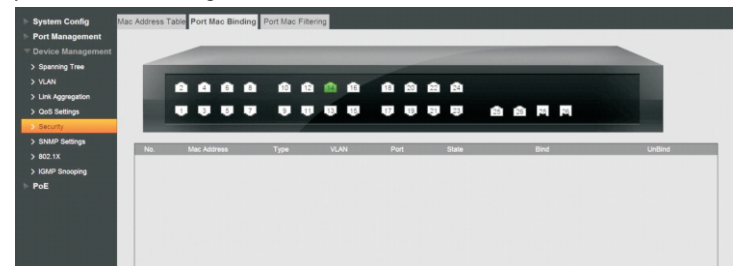 System Config
Port Management
Device Management
Spanning Tree
VLAN
Link Aggregation
QoS Settings
Security
SNMP Settings
802.1X
IGMP Snooping
PoE
Mac Address Table Port Mac Binding Port Mac Filtering
2 4 6 8 10 12 14 16 18 20 22 24
1 3 5 7 9 11 13 15 17 19 21 23 25 26
No. Mac Address Type VLAN Port State Bind UnBind